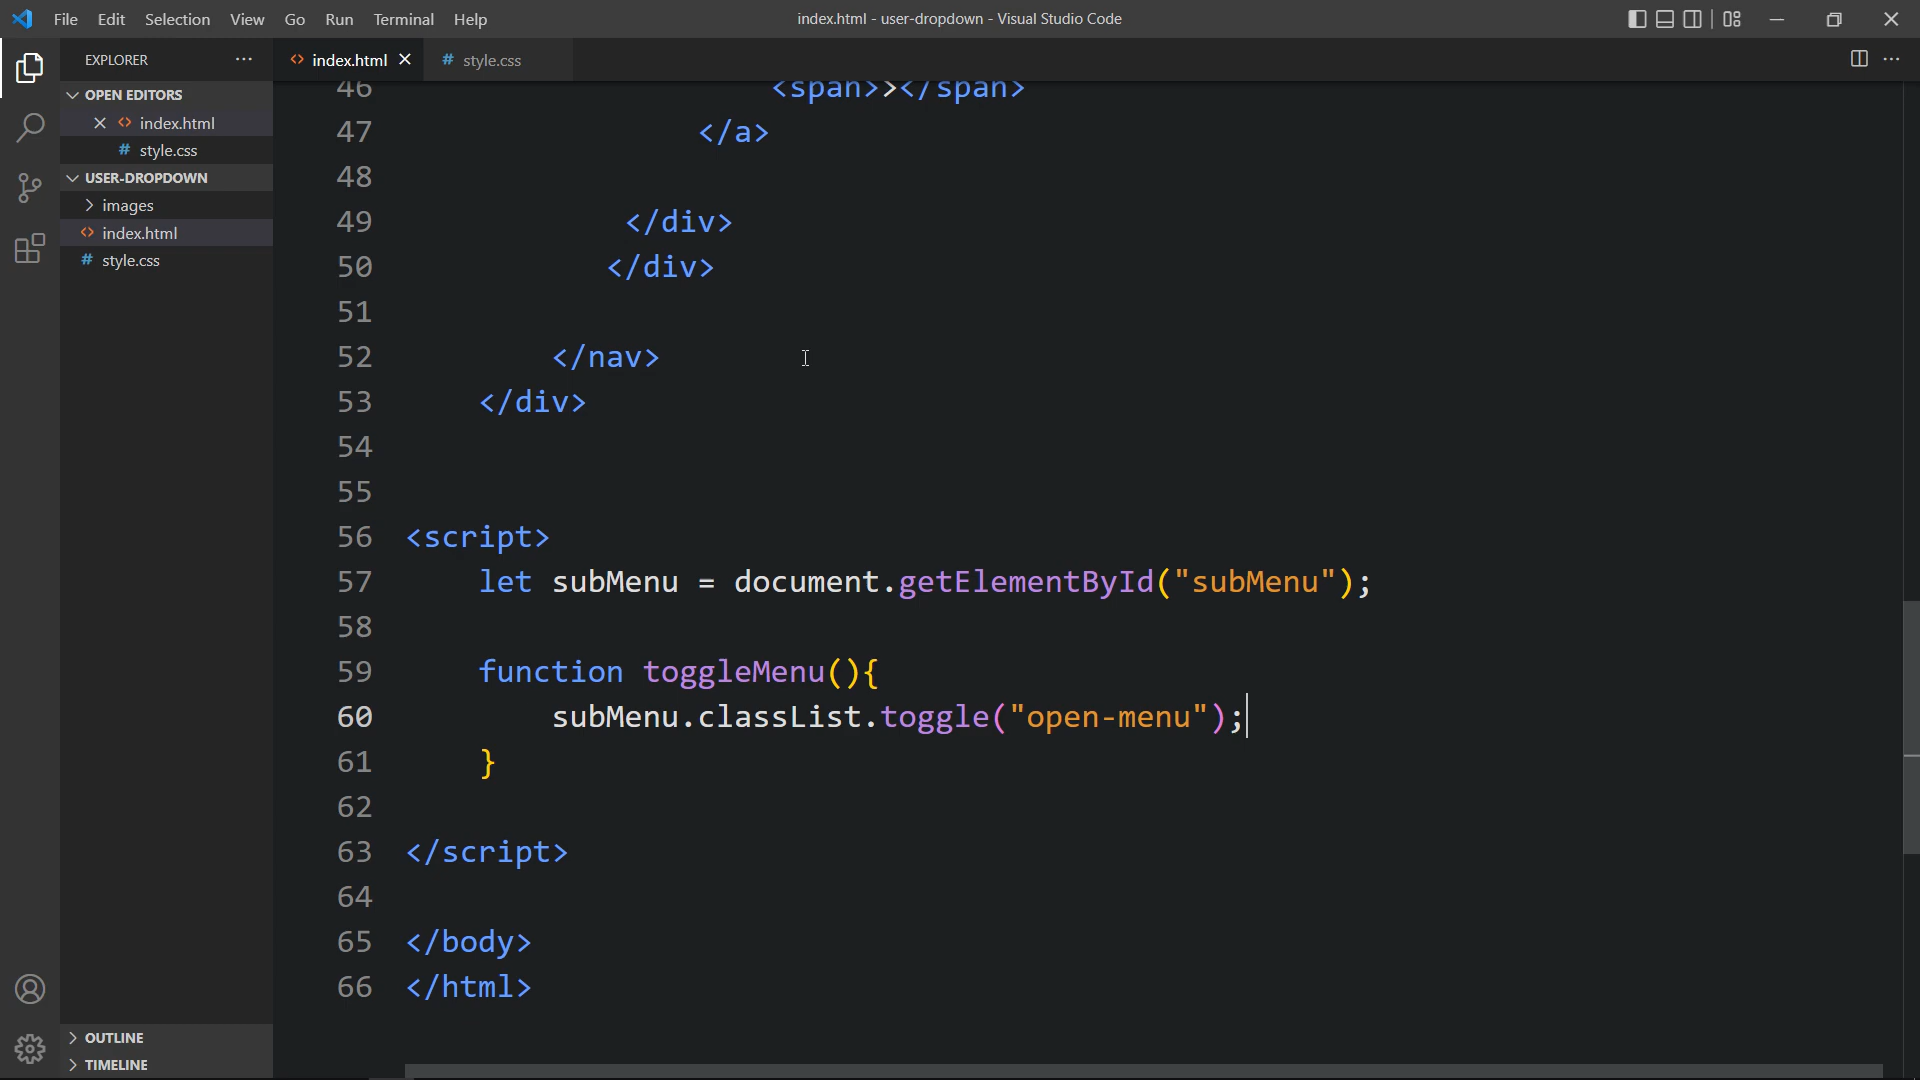 File Edit Selection View Go Run Terminal Help
index.html - user-dropdown - Visual Studio Code
EXPLORER
OPEN EDITORS
index.html
# style.css
USER-DROPDOWN
images
index.html
# style.css
OUTLINE
TIMELINE
index.html
# style.css
46 <span>></span>
47 </a>
48
49 </div>
50 </div>
51
52 </nav>
53 </div>
54
55
56 <script>
57 let subMenu = document.getElementById("subMenu");
58
59 function toggleMenu(){
60 subMenu.classList.toggle("open-menu");
61 }
62
63 </script>
64
65 </body>
66 </html>